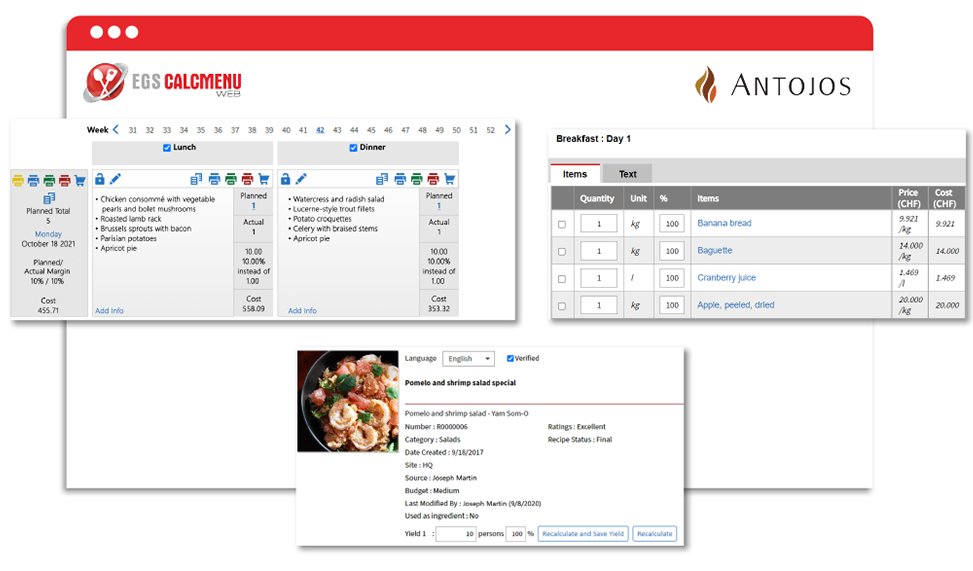 EGS CALCMENU
WEB
ANTOJOS
Week 31 32 33 34 35 36 37 38 39 40 41 42 43 44 45 46 47 48 49 50 51 52
Lunch
Dinner
Planned Total
5
Monday
October 18 2021
Planned/
Actual Margin
10% / 10%
Cost
455.71
• Chicken consommé with vegetable
pearls and bolet mushrooms
• Roasted lamb rack
• Brussels sprouts with bacon
• Parisian potatoes
• Apricot pie
Add Info
Planned
1
Actual
1
10.00
10.00%
instead of
1.00
Cost
558.09
• Watercress and radish salad
• Lucerne-style trout fillets
• Potato croquettes
• Celery with braised stems
• Apricot pie
Add Info
Planned
1
Actual
1
10.00
10.00%
instead of
1.00
Cost
353.32
Breakfast : Day 1
Items Text
Quantity Unit % Items Price (CHF) Cost (CHF)
1 kg 100 Banana bread 9.921 /kg 9.921
1 kg 100 Baguette 14.000 /kg 14.000
1 l 100 Cranberry juice 1.469 /l 1.469
1 kg 100 Apple, peeled, dried 20.000 /kg 20.000
Language English Verified
Pomelo and shrimp salad special
Pomelo and shrimp salad - Yam Som-O
Number : R0000006 Ratings : Excellent
Category : Salads Recipe Status : Final
Date Created : 9/18/2017
Site : HQ
Source : Joseph Martin
Budget : Medium
Last Modified By : Joseph Martin (9/8/2020)
Used as ingredient : No
Yield 1 : 10 persons 100 % Recalculate and Save Yield Recalculate